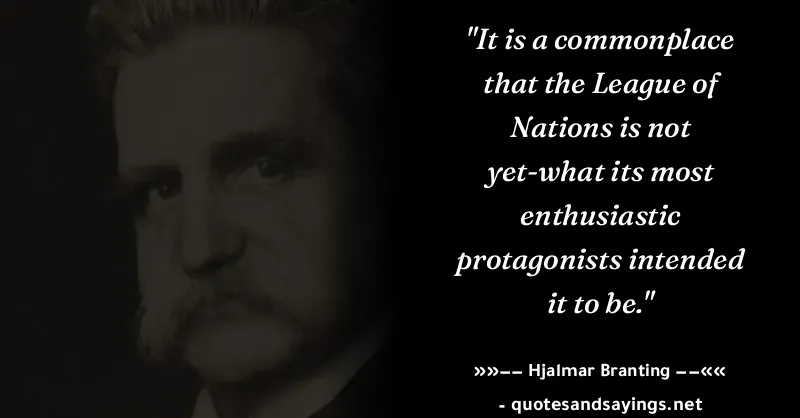 "It is a commonplace
that the League of
Nations is not
yet-what its most
enthusiastic
protagonists intended
it to be."
»»−− Hjalmar Branting −−««
- quotesandsayings.net